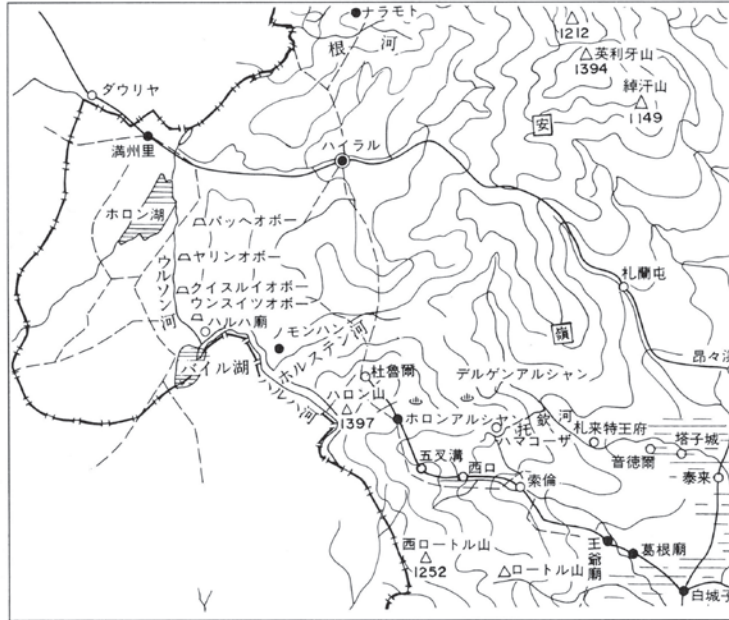 ナラモト
1212
根河
英利牙山
1394
ダウリヤ
綽汗山
1149
安
満州里
ハイラル
ホロン湖
バッヘオボー
ヤリンオボー
ウルソン河
クイスルイオボー
ウンスイツオボー
札蘭屯
ハルハ廟
ノモンハン
ホルステン河
嶺
昂々渓
バイル湖
ハルハ河
杜魯爾
デルゲンアルシャン
ハロン山
1397
ホロンアルシャン
托欽河
ハマコーザ
札来特王府
塔子城
音徳爾
五叉溝
西口
索倫
泰来
西ロートル山
1252
ロートル山
王爺廟
葛根廟
白城子